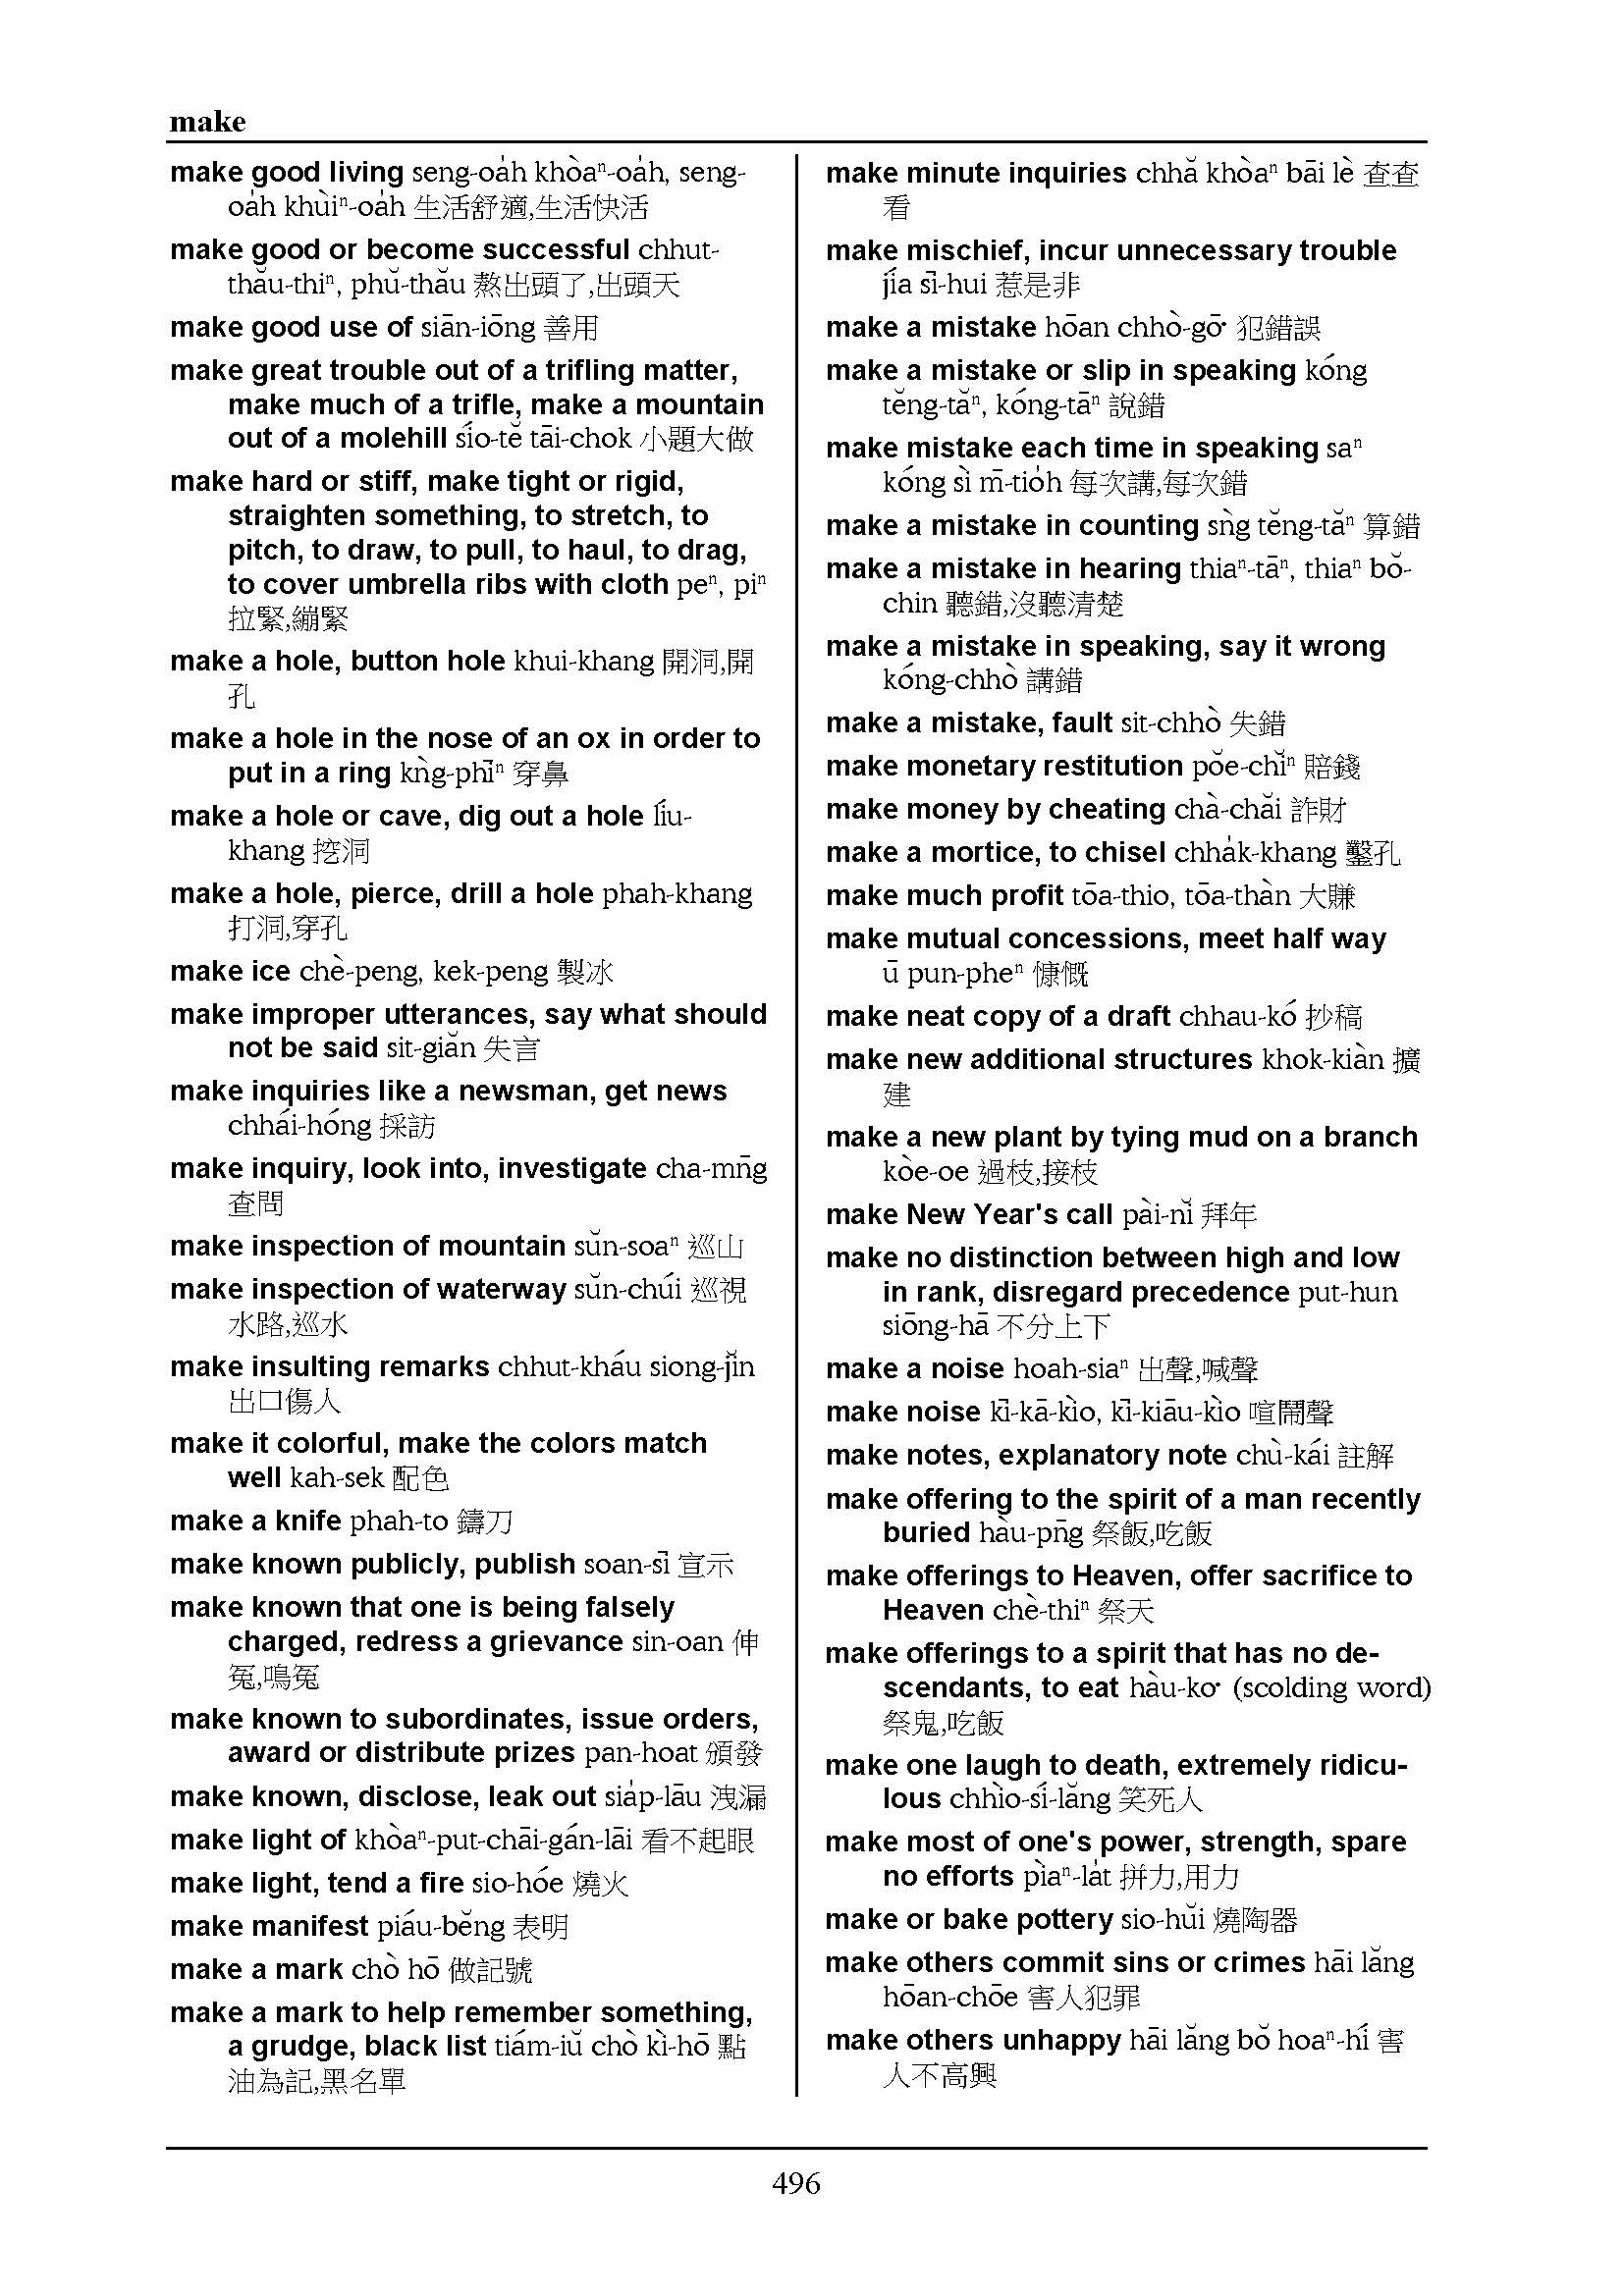 make
make good living seng-oa̍h khòaⁿ-oa̍h, seng-
oa̍h khùiⁿ-oa̍h 生活舒適,生活快活
make good or become successful chhut-
thău-thiⁿ, phŭ-thău 熬出頭了,出頭天
make good use of siān-iōng 善用
make great trouble out of a trifling matter,
make much of a trifle, make a mountain
out of a molehill sío-tĕ tāi-chok 小題大做
make hard or stiff, make tight or rigid,
straighten something, to stretch, to
pitch, to draw, to pull, to haul, to drag,
to cover umbrella ribs with cloth peⁿ, piⁿ
拉緊,繃緊
make a hole, button hole khui-khang 開洞,開
孔
make a hole in the nose of an ox in order to
put in a ring kǹg-phīⁿ 穿鼻
make a hole or cave, dig out a hole líu-
khang 挖洞
make a hole, pierce, drill a hole phah-khang
打洞,穿孔
make ice chè-peng, kek-peng 製冰
make improper utterances, say what should
not be said sit-giăn 失言
make inquiries like a newsman, get news
chhái-hóng 採訪
make inquiry, look into, investigate cha-mn̄g
查問
make inspection of mountain sŭn-soaⁿ 巡山
make inspection of waterway sŭn-chúi 巡視
水路,巡水
make insulting remarks chhut-kháu siong-jĭn
出口傷人
make it colorful, make the colors match
well kah-sek 配色
make a knife phah-to 鑄刀
make known publicly, publish soan-sī 宣示
make known that one is being falsely
charged, redress a grievance sin-oan 伸
冤,鳴冤
make known to subordinates, issue orders,
award or distribute prizes pan-hoat 頒發
make known, disclose, leak out sia̍p-lāu 洩漏
make light of khòaⁿ-put-chāi-gán-lāi 看不起眼
make light, tend a fire sio-hóe 燒火
make manifest piáu-bĕng 表明
make a mark chò hō 做記號
make a mark to help remember something,
a grudge, black list tiám-iŭ chò kì-hō 點
油為記,黑名單
make minute inquiries chhă khòaⁿ bāi lè 查查
看
make mischief, incur unnecessary trouble
jía sī-hui 惹是非
make a mistake hōan chhò-gō͘ 犯錯誤
make a mistake or slip in speaking kóng
tĕng-tăⁿ, kóng-tāⁿ 說錯
make mistake each time in speaking saⁿ
kóng sì m̄-tio̍h 每次講,每次錯
make a mistake in counting sǹg tĕng-tăⁿ 算錯
make a mistake in hearing thiaⁿ-tāⁿ, thiaⁿ bŏ-
chin 聽錯,沒聽清楚
make a mistake in speaking, say it wrong
kóng-chhò 講錯
make a mistake, fault sit-chhò 失錯
make monetary restitution pŏe-chĭⁿ 賠錢
make money by cheating chà-chăi 詐財
make a mortice, to chisel chha̍k-khang 鑿孔
make much profit tōa-thio, tōa-thàn 大賺
make mutual concessions, meet half way
ū pun-pheⁿ 慷慨
make neat copy of a draft chhau-kó 抄稿
make new additional structures khok-kiàn 擴
建
make a new plant by tying mud on a branch
kòe-oe 過枝,接枝
make New Year's call pài-nĭ 拜年
make no distinction between high and low
in rank, disregard precedence put-hun
siōng-hā 不分上下
make a noise hoah-siaⁿ 出聲,喊聲
make noise kī-kā-kìo, kī-kiāu-kìo 喧鬧聲
make notes, explanatory note chù-kái 註解
make offering to the spirit of a man recently
buried hàu-pn̄g 祭飯,吃飯
make offerings to Heaven, offer sacrifice to
Heaven chè-thiⁿ 祭天
make offerings to a spirit that has no de-
scendants, to eat hàu-ko͘ (scolding word)
祭鬼,吃飯
make one laugh to death, extremely ridicu-
lous chhìo-sí-lăng 笑死人
make most of one's power, strength, spare
no efforts pìaⁿ-la̍t 拼力,用力
make or bake pottery sio-hŭi 燒陶器
make others commit sins or crimes hāi lăng
hōan-chōe 害人犯罪
make others unhappy hāi lăng bŏ hoaⁿ-hí 害
人不高興
496